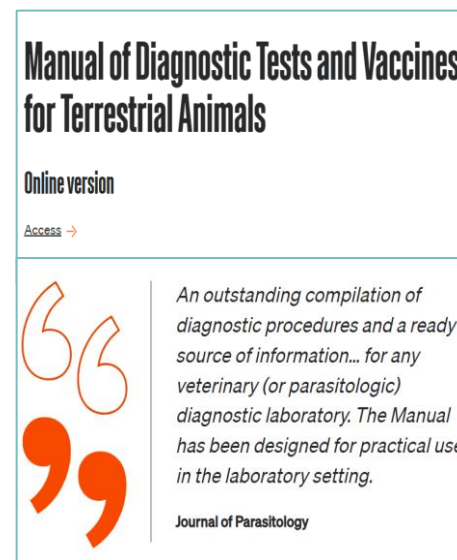 Manual of Diagnostic Tests and Vaccines
for Terrestrial Animals
Online version
Access →
An outstanding compilation of
diagnostic procedures and a ready
source of information... for any
veterinary (or parasitologic)
diagnostic laboratory. The Manual
has been designed for practical use
in the laboratory setting.
Journal of Parasitology